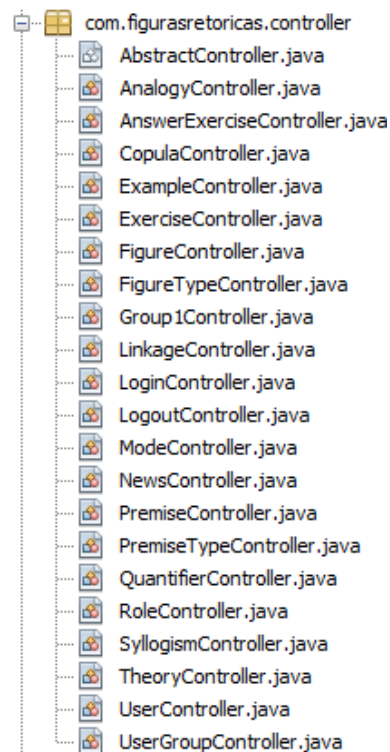 com.figurasretoricas.controller
AbstractController.java
AnalogyController.java
AnswerExerciseController.java
CopulaController.java
ExampleController.java
ExerciseController.java
FigureController.java
FigureTypeController.java
Group1Controller.java
LinkageController.java
LoginController.java
LogoutController.java
ModeController.java
NewsController.java
PremiseController.java
PremiseTypeController.java
QuantifierController.java
RoleController.java
SyllogismController.java
TheoryController.java
UserController.java
UserGroupController.java